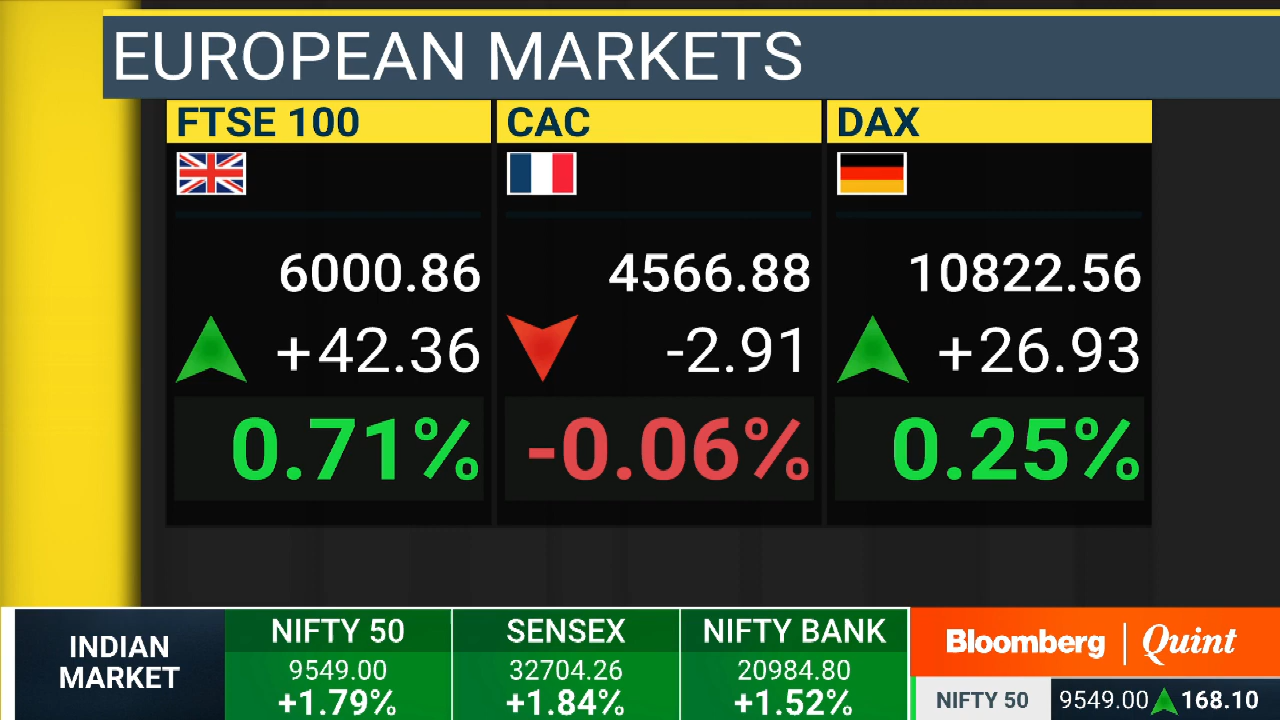 EUROPEAN MARKETS
FTSE 100
6000.86
+42.36
0.71%
CAC
4566.88
-2.91
-0.06%
DAX
10822.56
+26.93
0.25%
INDIAN
MARKET
NIFTY 50
9549.00
+1.79%
SENSEX
32704.26
+1.84%
NIFTY BANK
20984.80
+1.52%
Bloomberg | Quint
NIFTY 50 9549.00 168.10